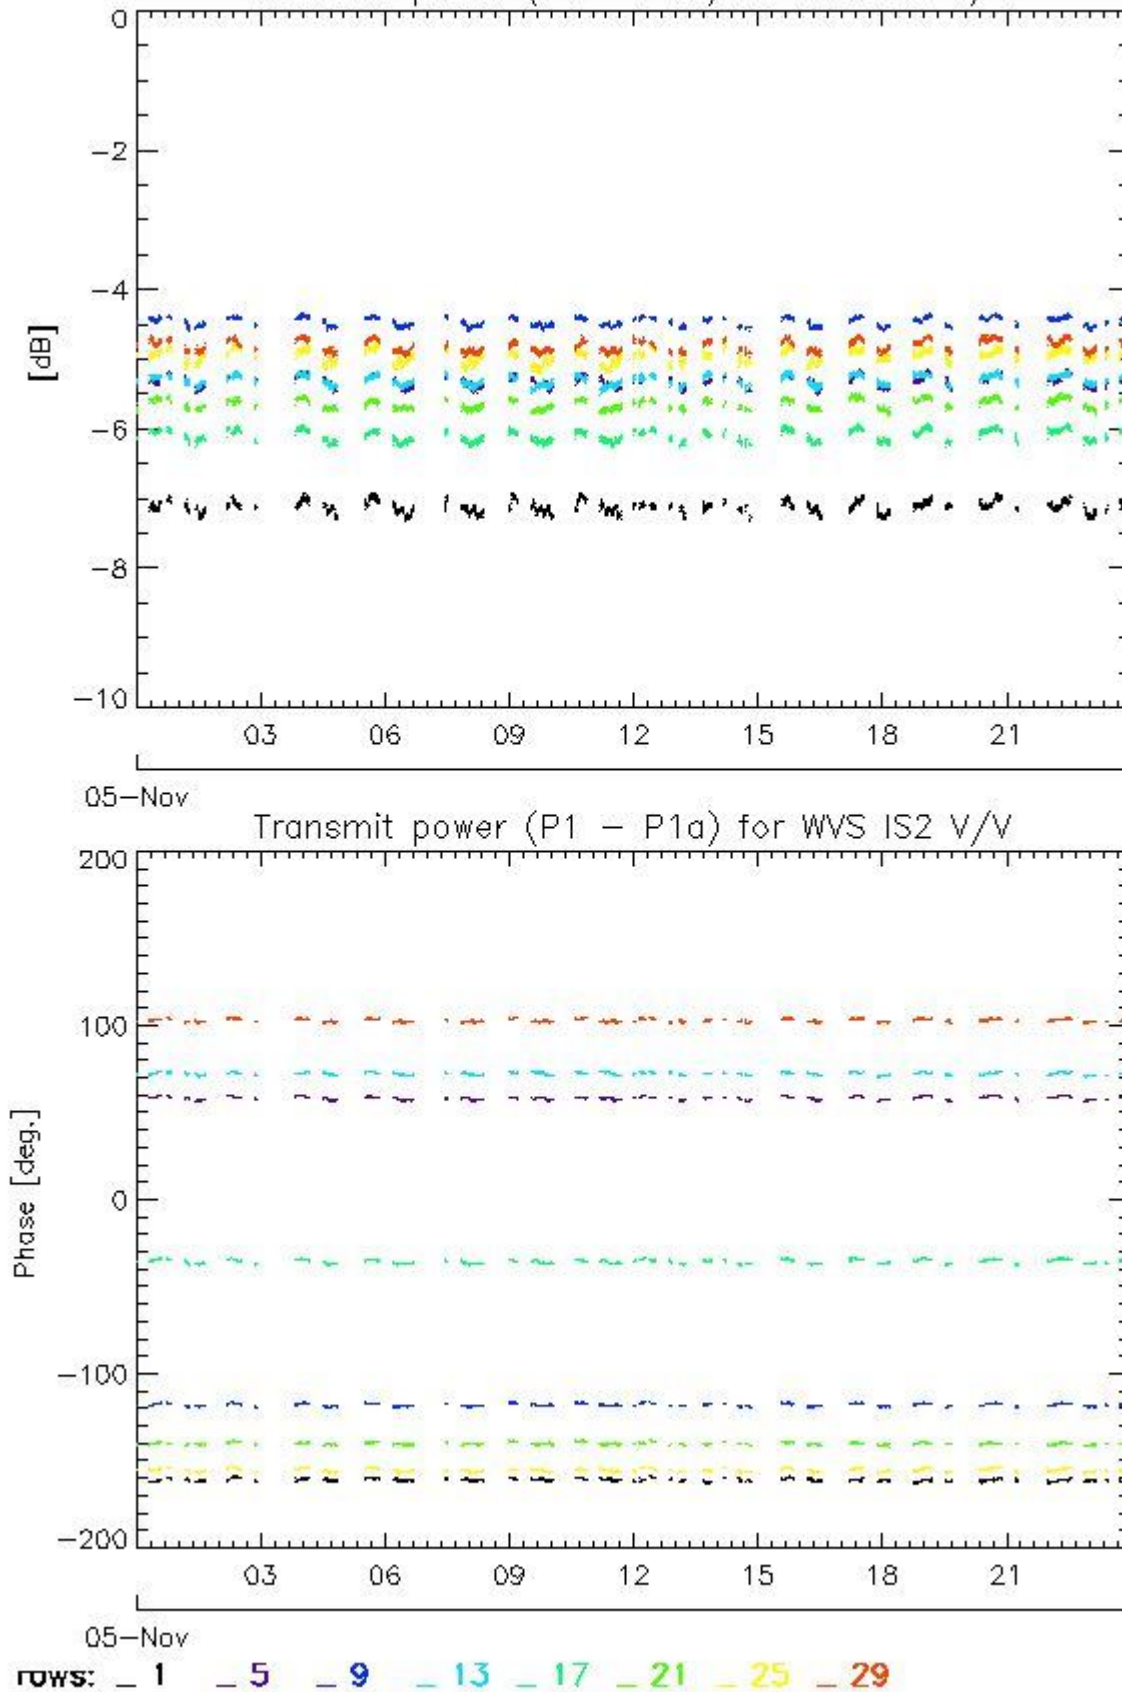 0
-2
-4
[dB]
-6
-8
-10
03 06 09 12 15 18 21
05-Nov
Transmit power (P1 - P1a) for WVS IS2 V/V
200
100
Phase [deg.]
0
-100
-200
03 06 09 12 15 18 21
05-Nov
rows: _ 1 _ 5 _ 9 _ 13 _ 17 _ 21 _ 25 _ 29